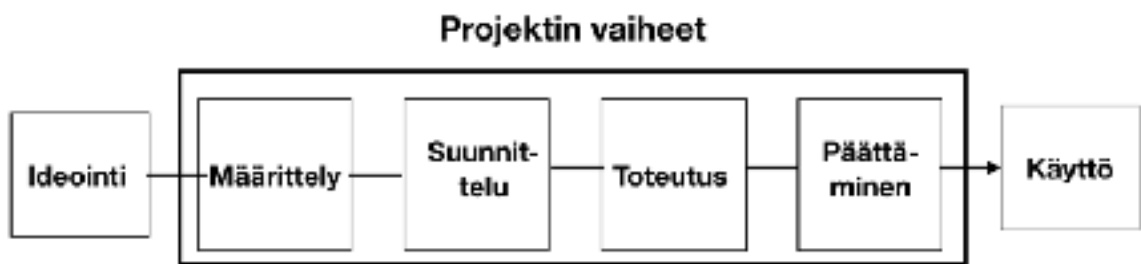 Projektin vaiheet
Ideointi
Määrittely
Suunnit-
telu
Toteutus
Päättä-
minen
Käyttö